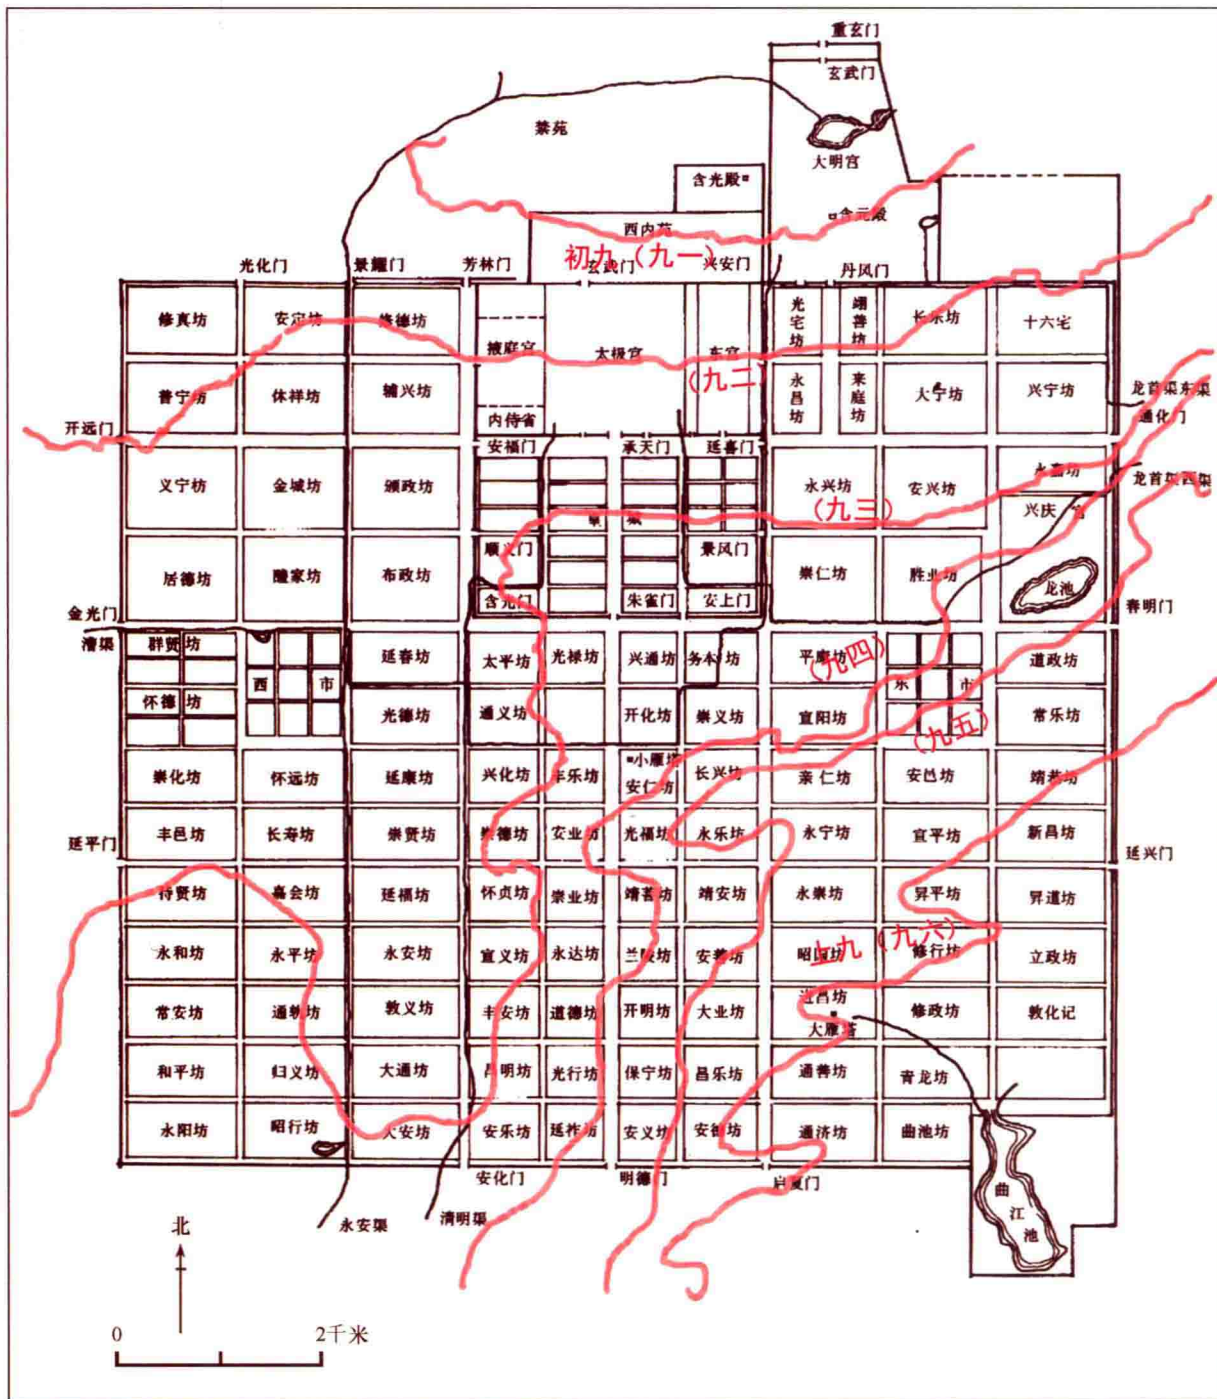 重玄门
玄武门
禁苑
大明宫
含光殿
含元殿
西内苑
初九（九一）
玄武门
兴安门
丹凤门
光化门
景耀门
芳林门
修真坊
安定坊
修德坊
掖庭宫
太极宫
东宫
光宅坊
翊善坊
长乐坊
十六宅
（九二）
普宁坊
休祥坊
辅兴坊
永昌坊
来庭坊
大宁坊
兴宁坊
龙首渠东渠
通化门
开远门
内侍省
安福门
承天门
延喜门
永嘉坊
龙首渠西渠
义宁坊
金城坊
颁政坊
永兴坊
安兴坊
兴庆宫
（九三）
皇城
顺义门
景风门
居德坊
醴家坊
布政坊
崇仁坊
胜业坊
龙池
含光门
朱雀门
安上门
金光门
春明门
漕渠
群贤坊
延春坊
太平坊
光禄坊
兴通坊
务本坊
平康坊
道政坊
（九四）
西市
东市
怀德坊
光德坊
通义坊
开化坊
崇义坊
宣阳坊
常乐坊
（九五）
小雁塔
崇化坊
怀远坊
延康坊
兴化坊
丰乐坊
安仁坊
长兴坊
亲仁坊
安邑坊
靖恭坊
延平门
丰邑坊
长寿坊
崇贤坊
崇德坊
安业坊
光福坊
永乐坊
永宁坊
宣平坊
新昌坊
延兴门
待贤坊
嘉会坊
延福坊
怀贞坊
崇业坊
靖善坊
靖安坊
永崇坊
昇平坊
昇道坊
上九（九六）
永和坊
永平坊
永安坊
宣义坊
永达坊
兰陵坊
安善坊
昭国坊
修行坊
立政坊
常安坊
通轨坊
敦义坊
丰安坊
道德坊
开明坊
大业坊
进昌坊
大雁塔
修政坊
敦化记
和平坊
归义坊
大通坊
昌明坊
光行坊
保宁坊
昌乐坊
通善坊
青龙坊
永阳坊
昭行坊
大安坊
安乐坊
延祚坊
安义坊
安德坊
通济坊
曲池坊
安化门
明德门
启夏门
曲江池
永安渠
清明渠
北
0
2千米